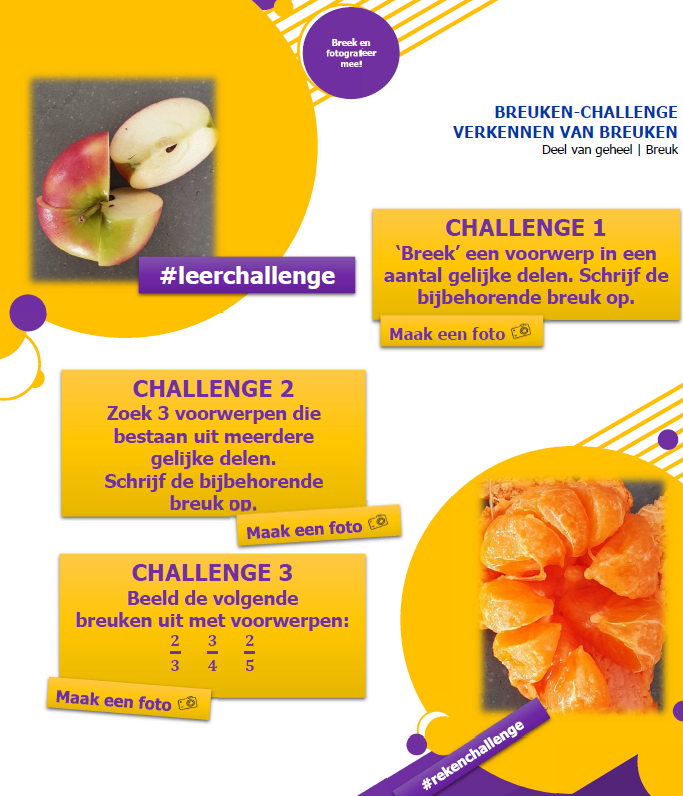 Breek en
fotografeer
mee!
BREUKEN-CHALLENGE
VERKENNEN VAN BREUKEN
Deel van geheel | Breuk
#leerchallenge
CHALLENGE 1
‘Breek’ een voorwerp in een
aantal gelijke delen. Schrijf de
bijbehorende breuk op.
Maak een foto
CHALLENGE 2
Zoek 3 voorwerpen die
bestaan uit meerdere
gelijke delen.
Schrijf de bijbehorende
breuk op.
Maak een foto
CHALLENGE 3
Beeld de volgende
breuken uit met voorwerpen:
2/3 3/4 2/5
Maak een foto
#rekenchallenge